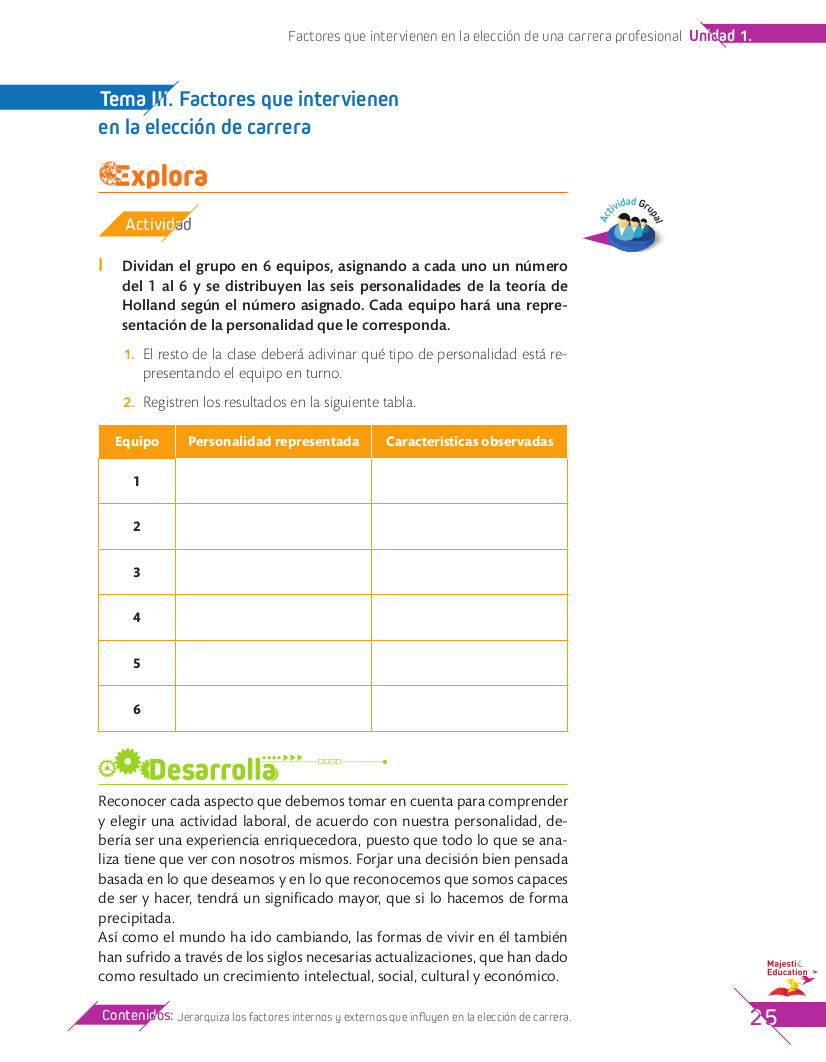 Factores que intervienen en la elección de una carrera profesional Unidad 1.
Tema III. Factores que intervienen
en la elección de carrera
Explora
Actividad
Actividad Grupal
I Dividan el grupo en 6 equipos, asignando a cada uno un número
del 1 al 6 y se distribuyen las seis personalidades de la teoría de
Holland según el número asignado. Cada equipo hará una repre-
sentación de la personalidad que le corresponda.
1. El resto de la clase deberá adivinar qué tipo de personalidad está re-
presentando el equipo en turno.
2. Registren los resultados en la siguiente tabla.
Equipo Personalidad representada Características observadas
1
2
3
4
5
6
Desarrolla
Reconocer cada aspecto que debemos tomar en cuenta para comprender
y elegir una actividad laboral, de acuerdo con nuestra personalidad, de-
bería ser una experiencia enriquecedora, puesto que todo lo que se ana-
liza tiene que ver con nosotros mismos. Forjar una decisión bien pensada
basada en lo que deseamos y en lo que reconocemos que somos capaces
de ser y hacer, tendrá un significado mayor, que si lo hacemos de forma
precipitada.
Así como el mundo ha ido cambiando, las formas de vivir en él también
han sufrido a través de los siglos necesarias actualizaciones, que han dado
como resultado un crecimiento intelectual, social, cultural y económico.
Majestic
Education
Contenidos: Jerarquiza los factores internos y externos que influyen en la elección de carrera.
25